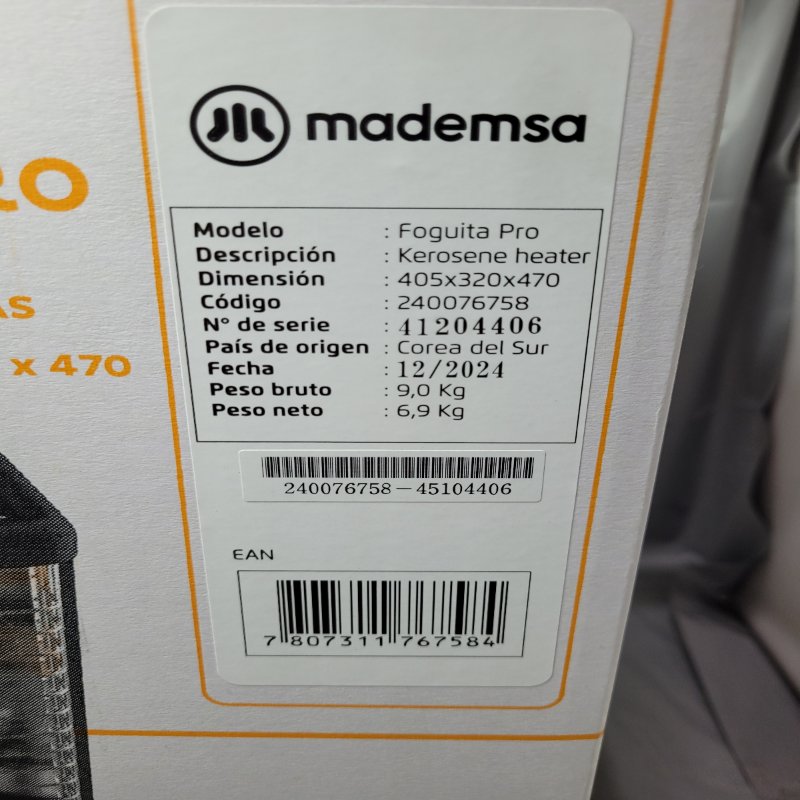 mademsa
RO
AS
x 470
Modelo : Foguita Pro
Descripción : Kerosene heater
Dimensión : 405x320x470
Código : 240076758
N° de serie : 41204406
País de origen : Corea del Sur
Fecha : 12/2024
Peso bruto : 9,0 Kg
Peso neto : 6,9 Kg
240076758-45104406
EAN
7 807311 767584